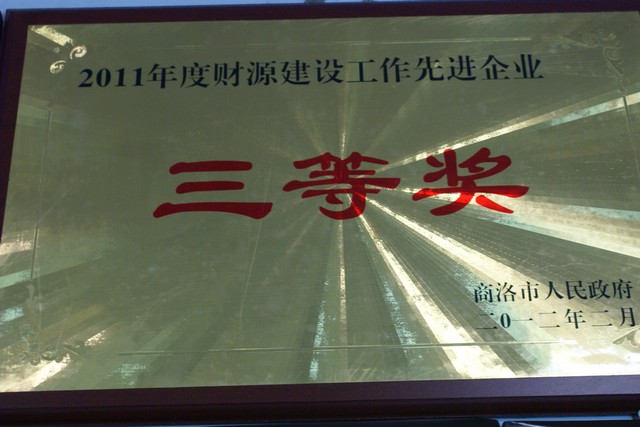 2011年度财源建设工作先进企业
三等奖
商洛市人民政府
二0一二年二月